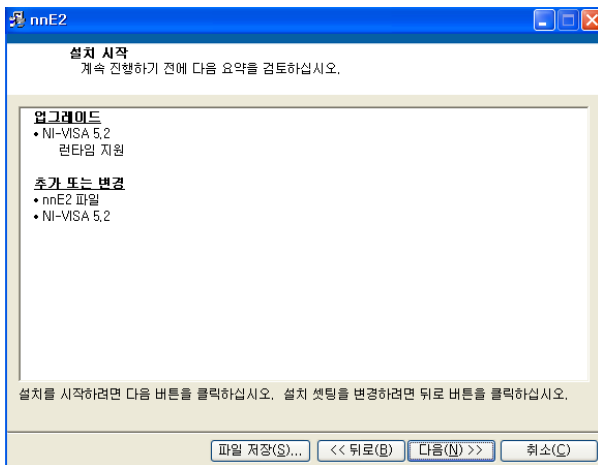 nnE2
설치 시작
계속 진행하기 전에 다음 요약을 검토하십시오.
업그레이드
• NI-VISA 5.2
런타임 지원
추가 또는 변경
• nnE2 파일
• NI-VISA 5.2
설치를 시작하려면 다음 버튼을 클릭하십시오. 설치 셋팅을 변경하려면 뒤로 버튼을 클릭하십시오.
파일 저장(S)... << 뒤로(B) 다음(N) >> 취소(C)